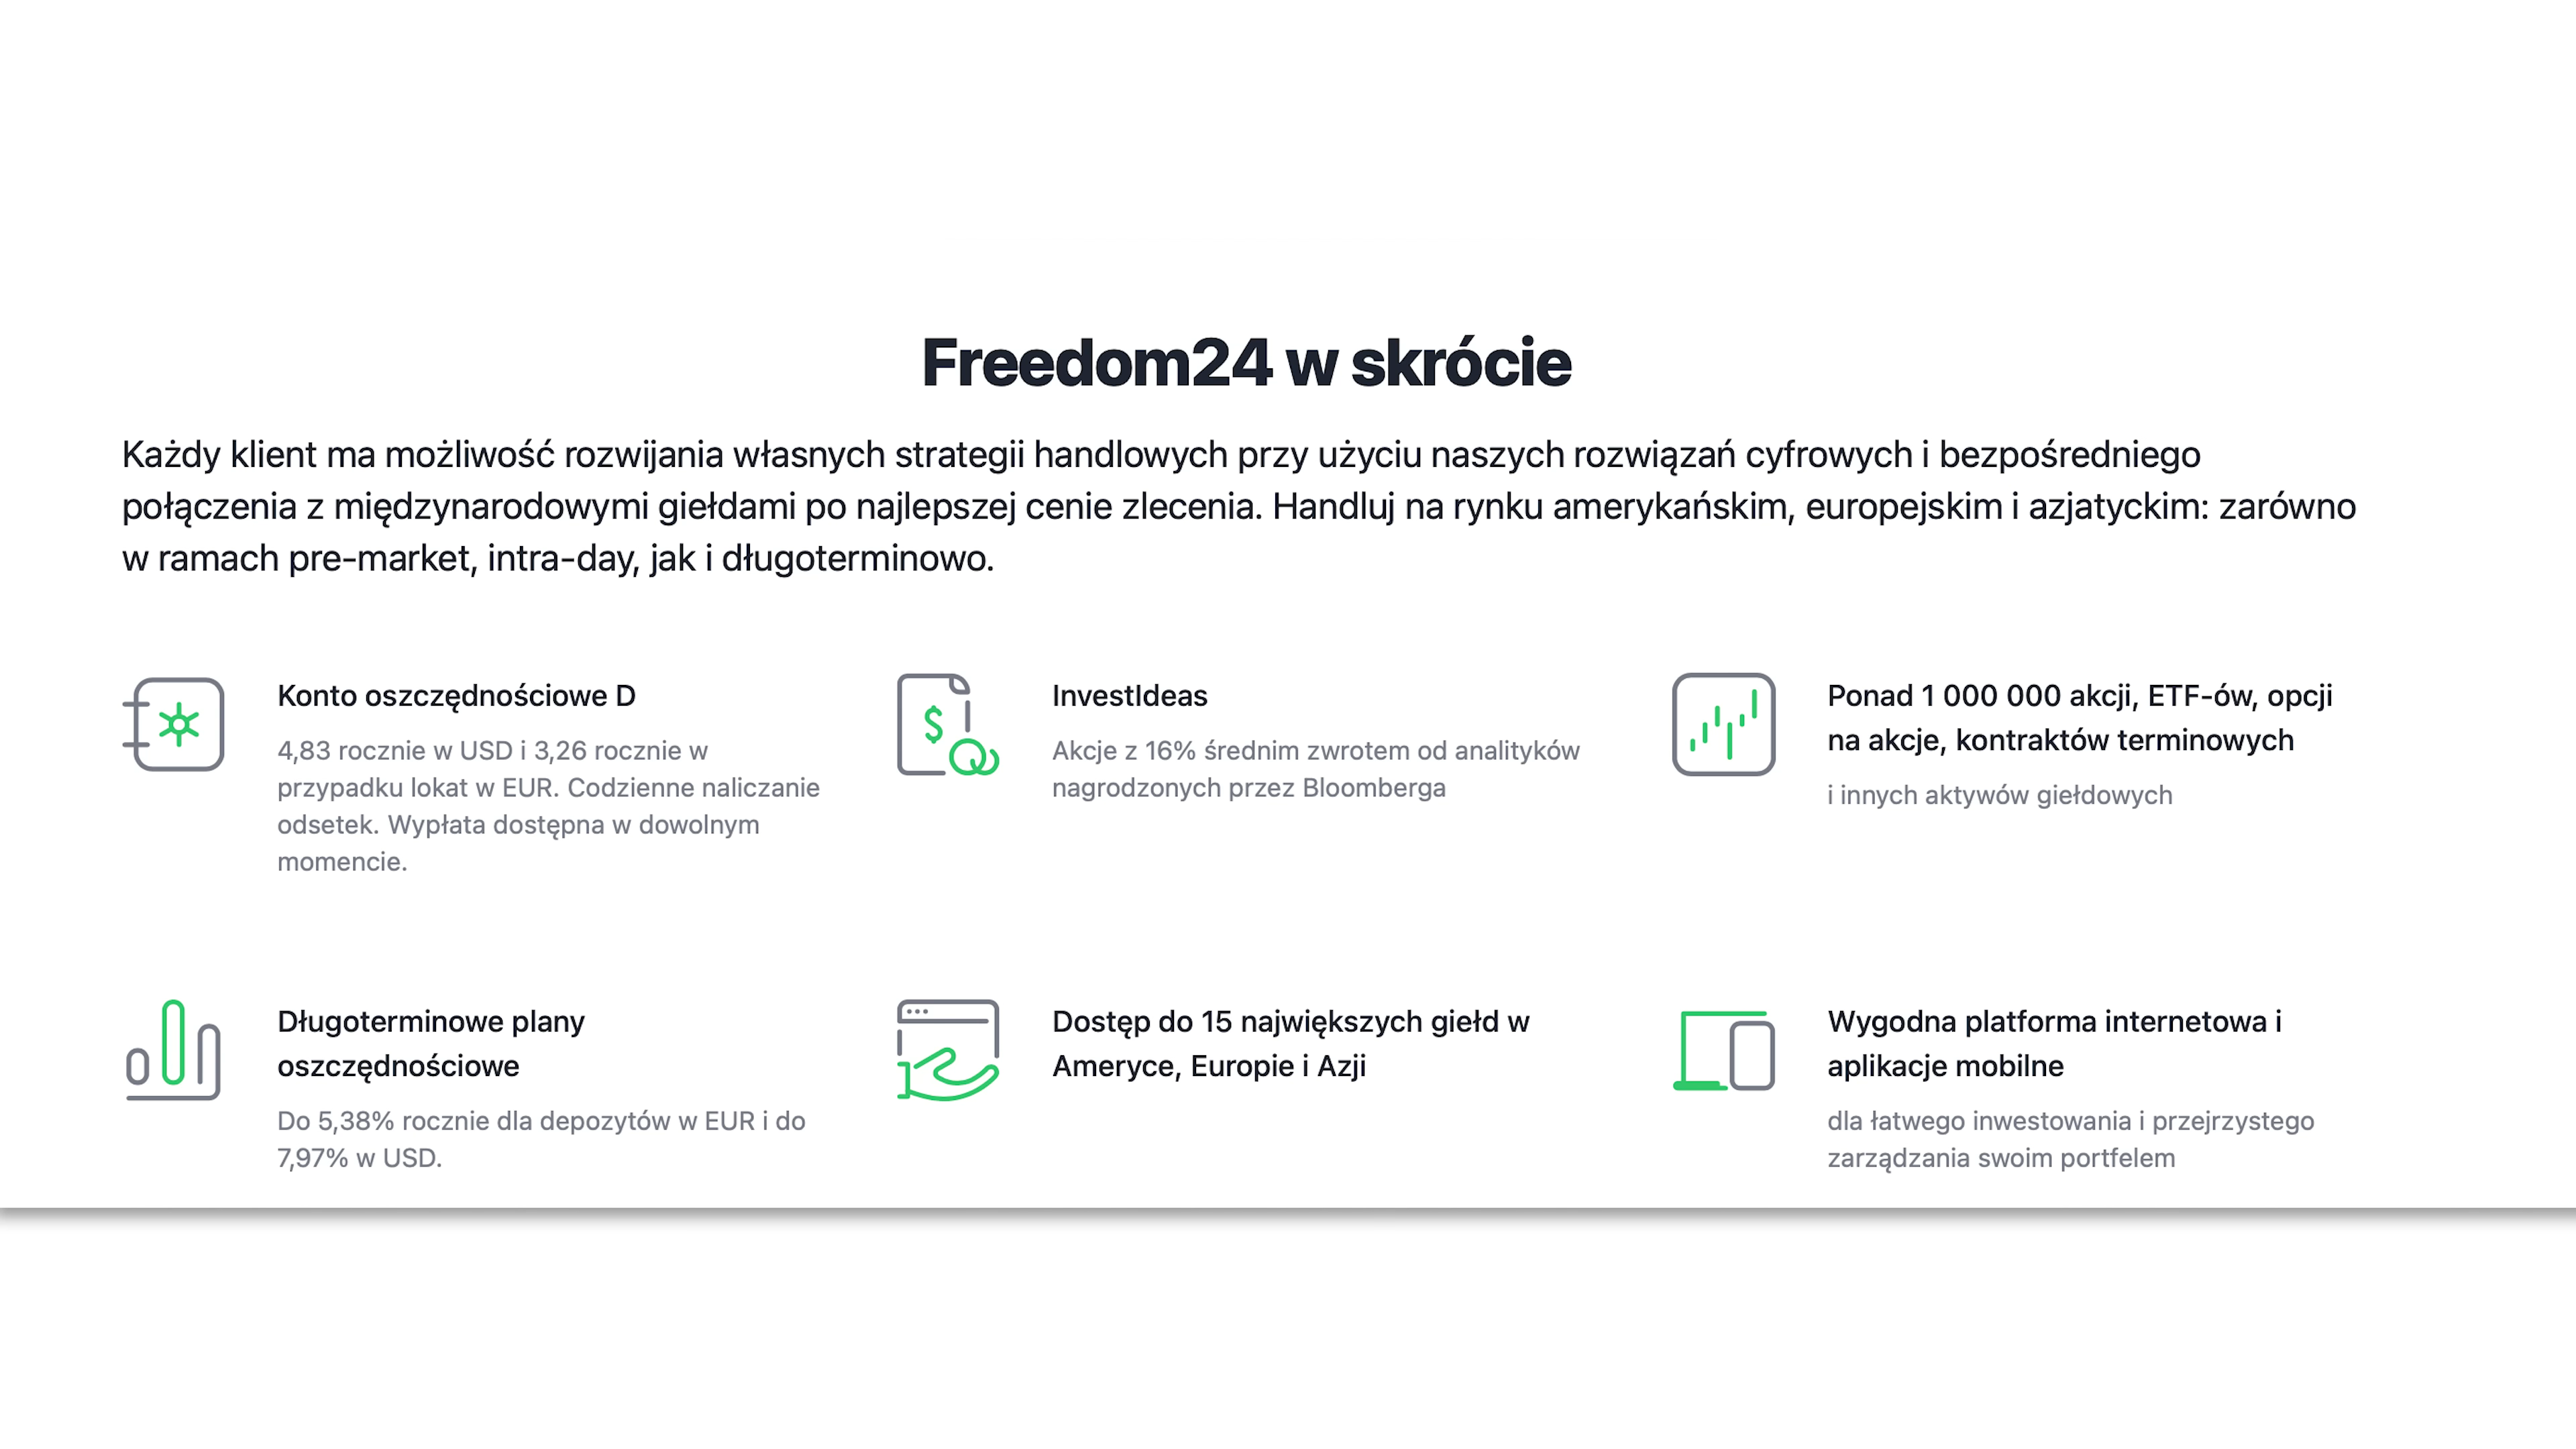 Freedom24 w skrócie
Każdy klient ma możliwość rozwijania własnych strategii handlowych przy użyciu naszych rozwiązań cyfrowych i bezpośredniego
połączenia z międzynarodowymi giełdami po najlepszej cenie zlecenia. Handluj na rynku amerykańskim, europejskim i azjatyckim: zarówno
w ramach pre-market, intra-day, jak i długoterminowo.
Konto oszczędnościowe D
4,83 rocznie w USD i 3,26 rocznie w
przypadku lokat w EUR. Codzienne naliczanie
odsetek. Wypłata dostępna w dowolnym
momencie.
InvestIdeas
Akcje z 16% średnim zwrotem od analityków
nagrodzonych przez Bloomberga
Ponad 1 000 000 akcji, ETF-ów, opcji
na akcje, kontraktów terminowych
i innych aktywów giełdowych
Długoterminowe plany
oszczędnościowe
Do 5,38% rocznie dla depozytów w EUR i do
7,97% w USD.
Dostęp do 15 największych giełd w
Ameryce, Europie i Azji
Wygodna platforma internetowa i
aplikacje mobilne
dla łatwego inwestowania i przejrzystego
zarządzania swoim portfelem